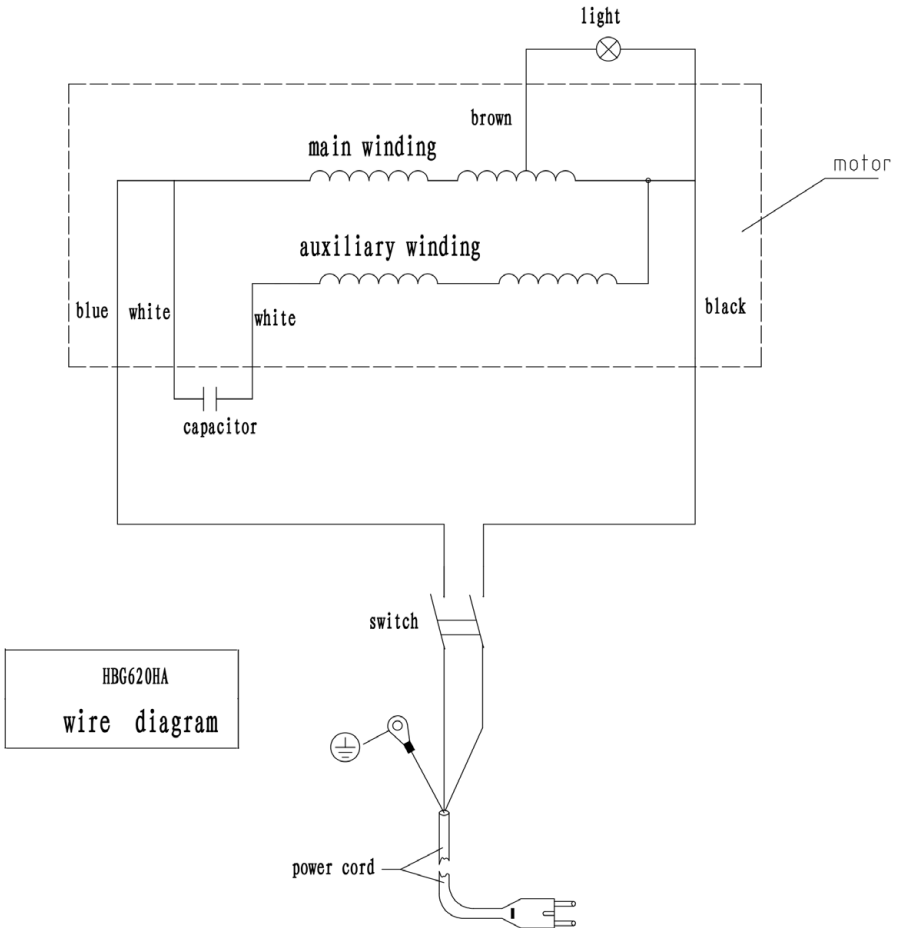 light
brown
main winding
motor
auxiliary winding
blue
white
white
black
capacitor
switch
HBG620HA
wire diagram
power cord